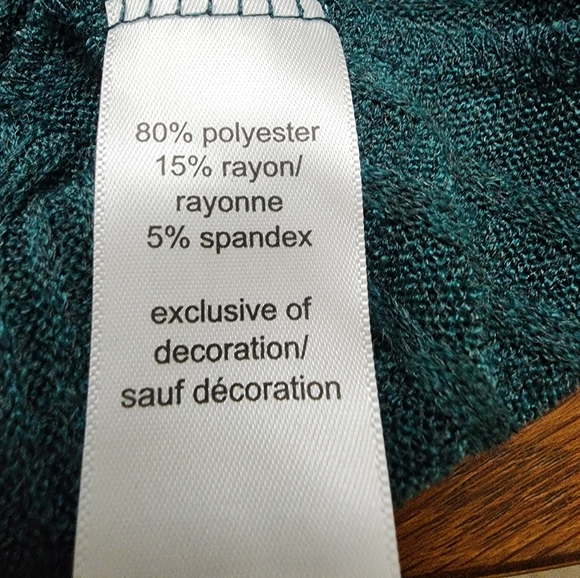 80% polyester
15% rayon/
rayonne
5% spandex
exclusive of
decoration/
sauf décoration